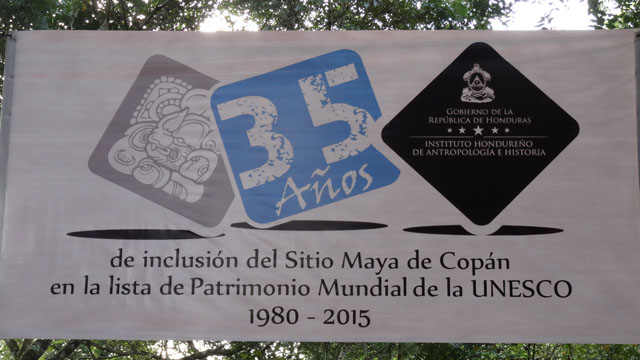 35
Años
GOBIERNO DE LA
REPÚBLICA DE HONDURAS
INSTITUTO HONDUREÑO
DE ANTROPOLOGÍA E HISTORIA
de inclusión del Sitio Maya de Copán
en la lista de Patrimonio Mundial de la UNESCO
1980 - 2015